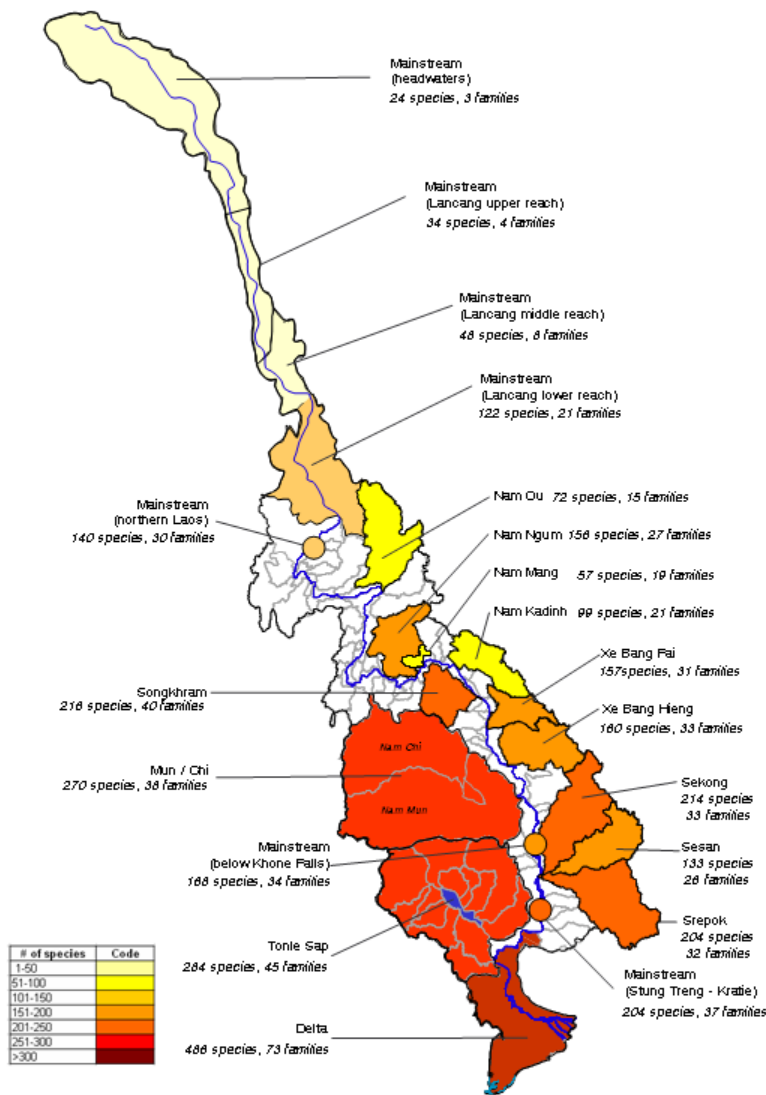 Mainstream
(headwaters)
24 species, 3 families
Mainstream
(Lancang upper reach)
34 species, 4 families
Mainstream
(Lancang middle reach)
48 species, 8 families
Mainstream
(Lancang lower reach)
122 species, 21 families
Mainstream
(northern Laos)
140 species, 30 families
Nam Ou 72 species, 15 families
Nam Ngum 156 species, 27 families
Nam Mang 57 species, 19 families
Nam Kadinh 99 species, 21 families
Xe Bang Fai
157species, 31 families
Songkhram
216 species, 40 families
Xe Bang Hieng
160 species, 33 families
Nam Chi
Mun / Chi
270 species, 38 families
Nam Mun
Sekong
214 species
33 families
Mainstream
(below Khone Falls)
168 species, 34 families
Sesan
133 species
26 families
Srepok
204 species
32 families
Tonle Sap
284 species, 45 families
Mainstream
(Stung Treng - Kratie)
204 species, 37 families
Delta
486 species, 73 families
# of species Code
1-50
51-100
101-150
151-200
201-250
251-300
>300